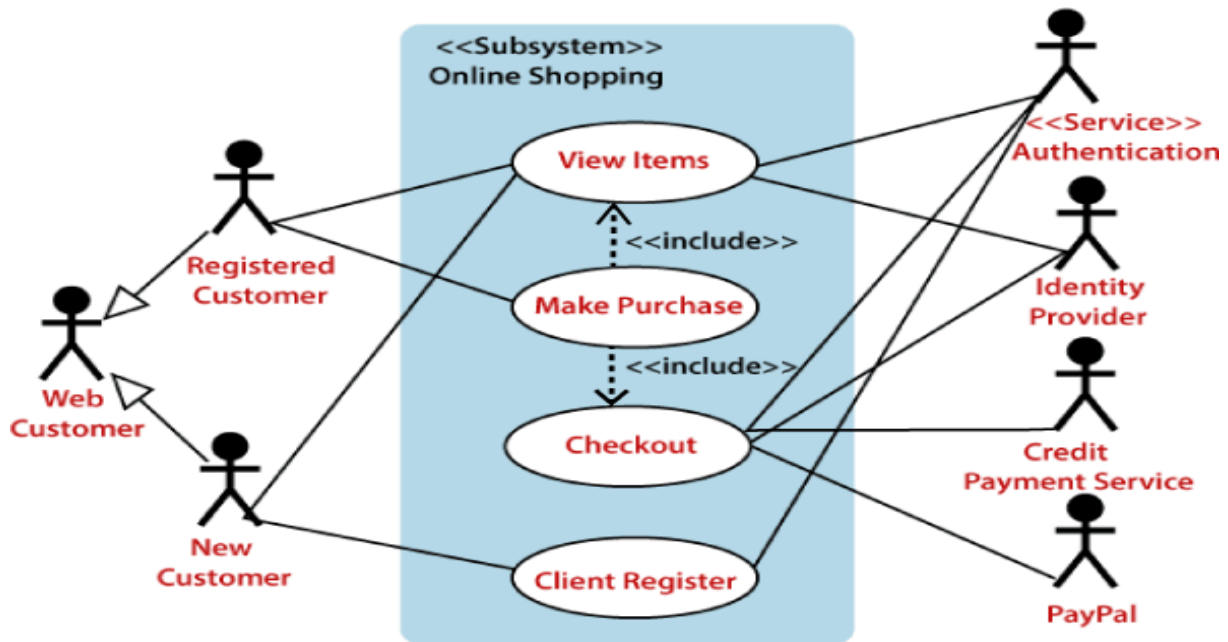 <<Subsystem>>
Online Shopping
View Items
<<include>>
Make Purchase
<<include>>
Checkout
Client Register
Registered
Customer
Web
Customer
New
Customer
<<Service>>
Authentication
Identity
Provider
Credit
Payment Service
PayPal